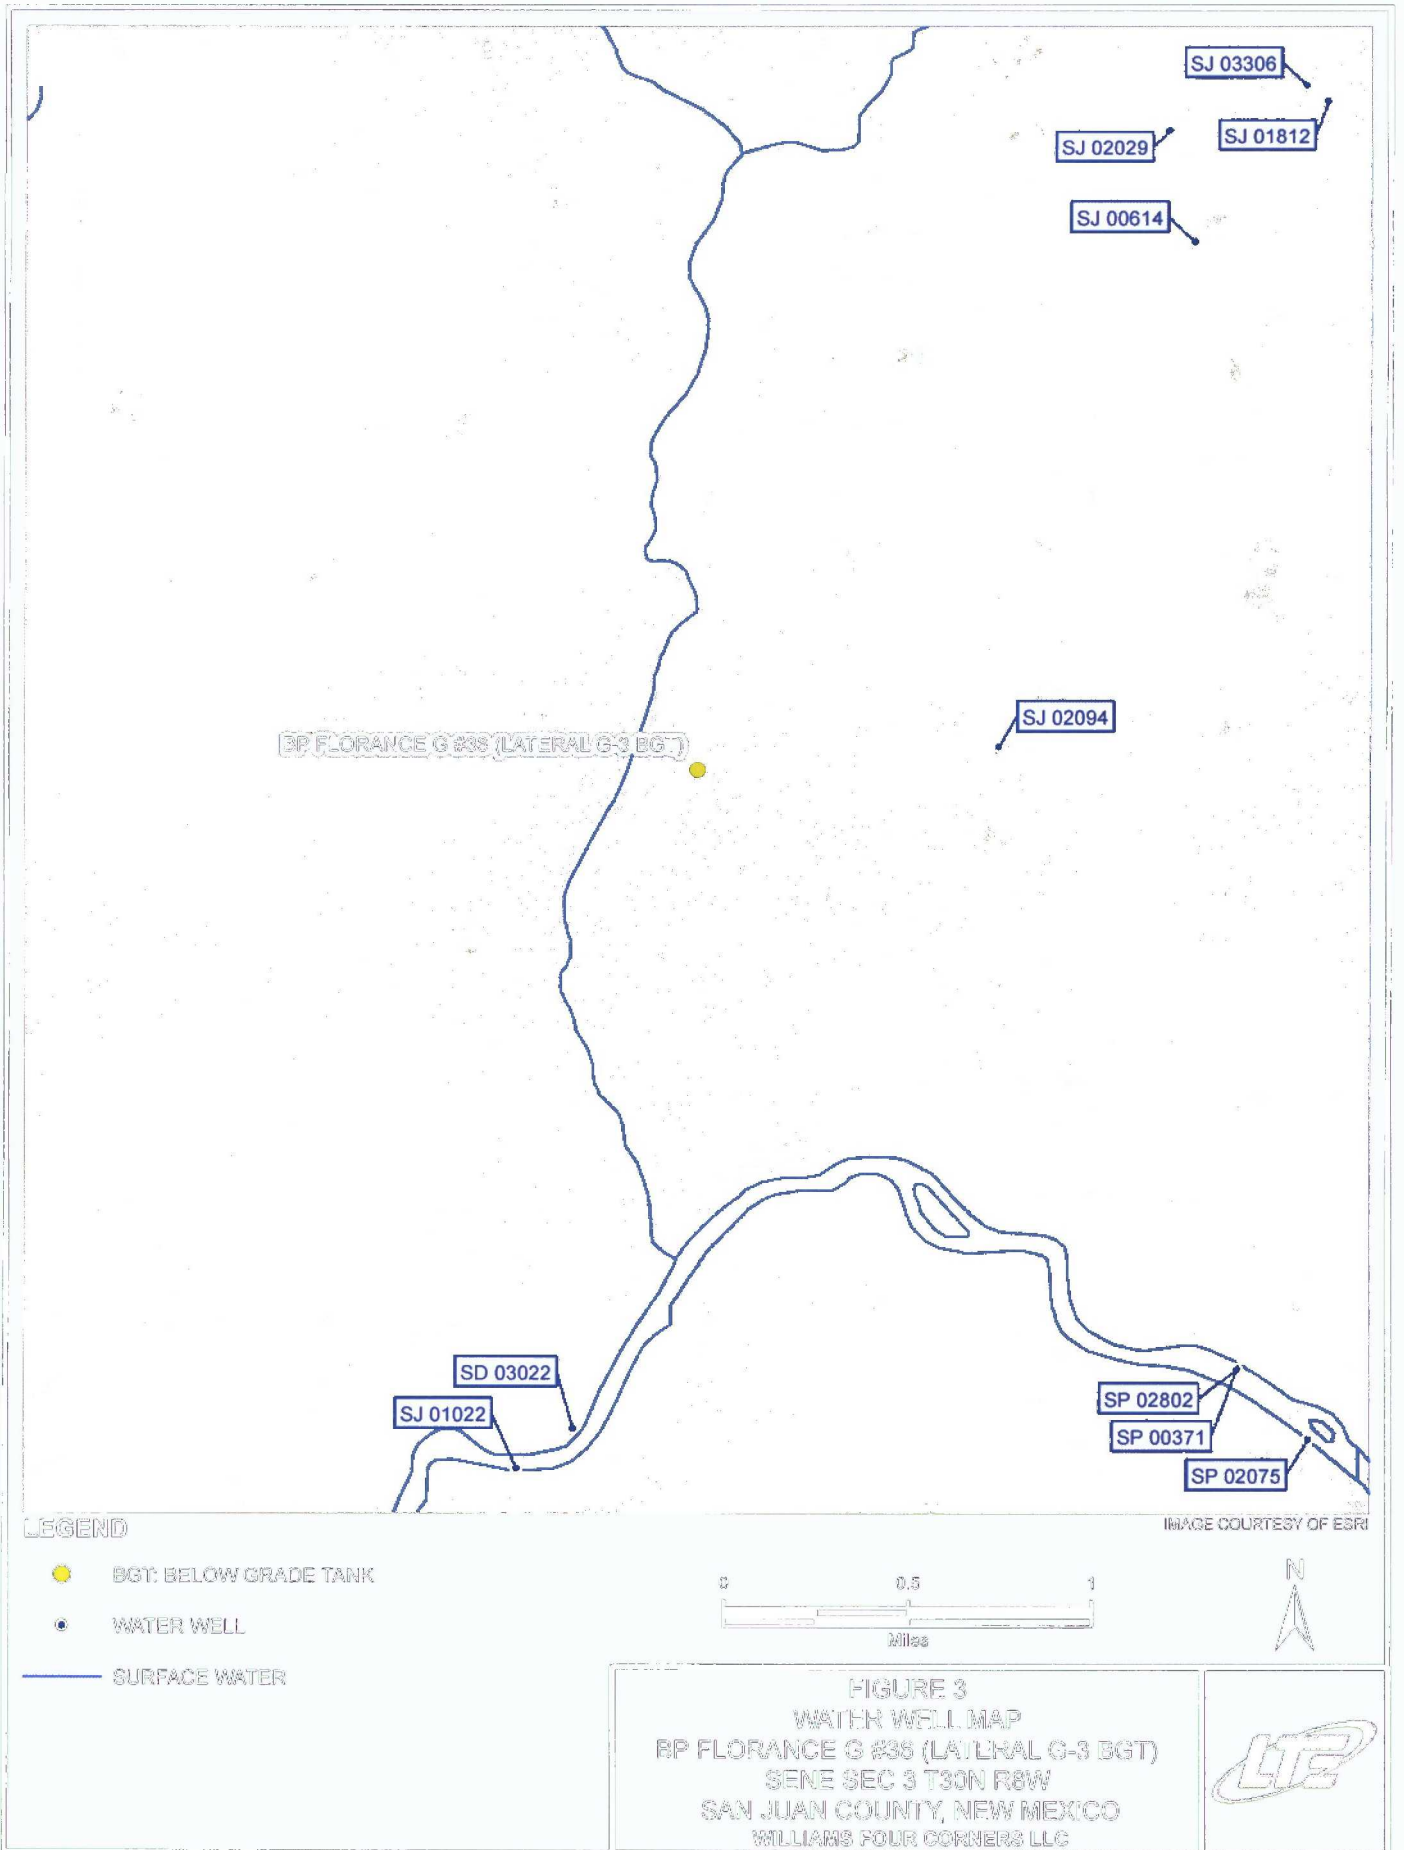 SJ 03306
SJ 01812
SJ 02029
SJ 00614
SJ 02094
BP FLORANCE G #36 (LATERAL G-3 BGT)
SD 03022
SJ 01022
SP 02802
SP 00371
SP 02075
IMAGE COURTESY OF ESRI
LEGEND
BGT: BELOW GRADE TANK
WATER WELL
SURFACE WATER
0 0.5 1
Miles
N
FIGURE 3
WATER WELL MAP
BP FLORANCE G #36 (LATERAL G-3 BGT)
SENE SEC 3 T30N R8W
SAN JUAN COUNTY, NEW MEXICO
WILLIAMS FOUR CORNERS LLC
LTE